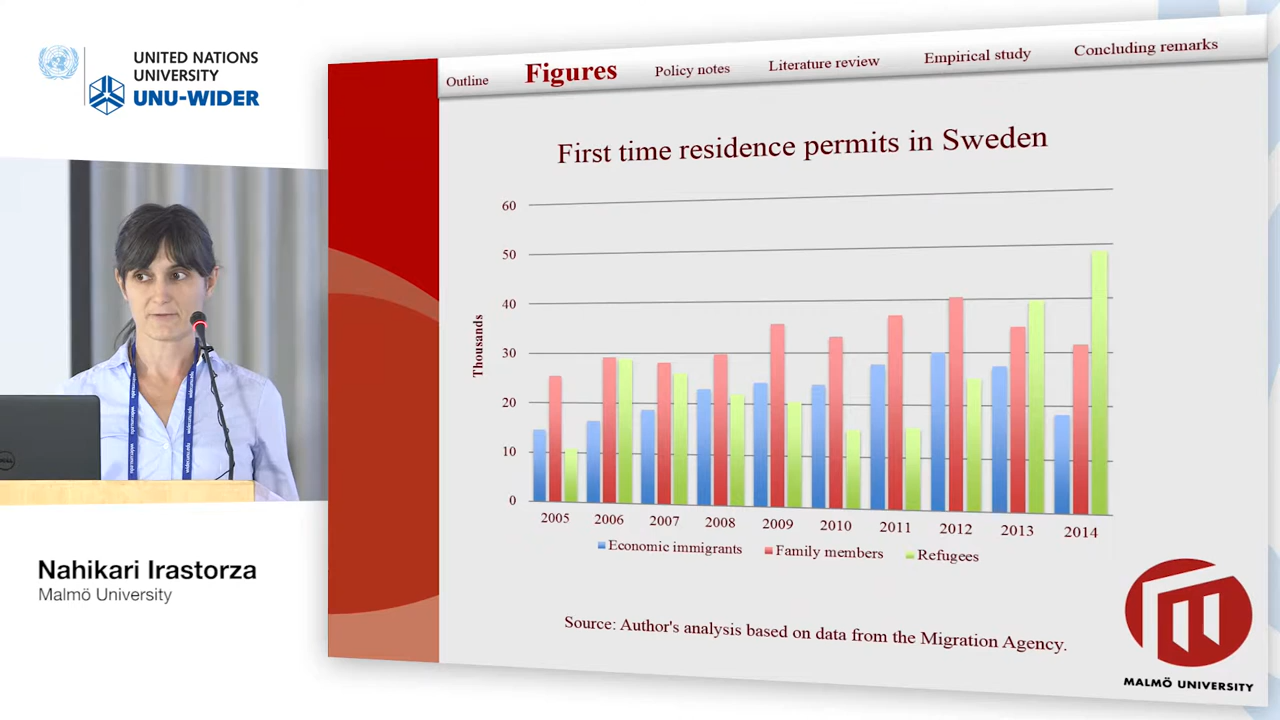 UNITED NATIONS
UNIVERSITY
UNU-WIDER
Outline Figures Policy notes Literature review Empirical study Concluding remarks
First time residence permits in Sweden
60
50
40
30
20
10
0
Thousands
2005 2006 2007 2008 2009 2010 2011 2012 2013 2014
Economic immigrants Family members Refugees
Source: Author's analysis based on data from the Migration Agency.
MALMÖ UNIVERSITY
Nahikari Irastorza
Malmö University